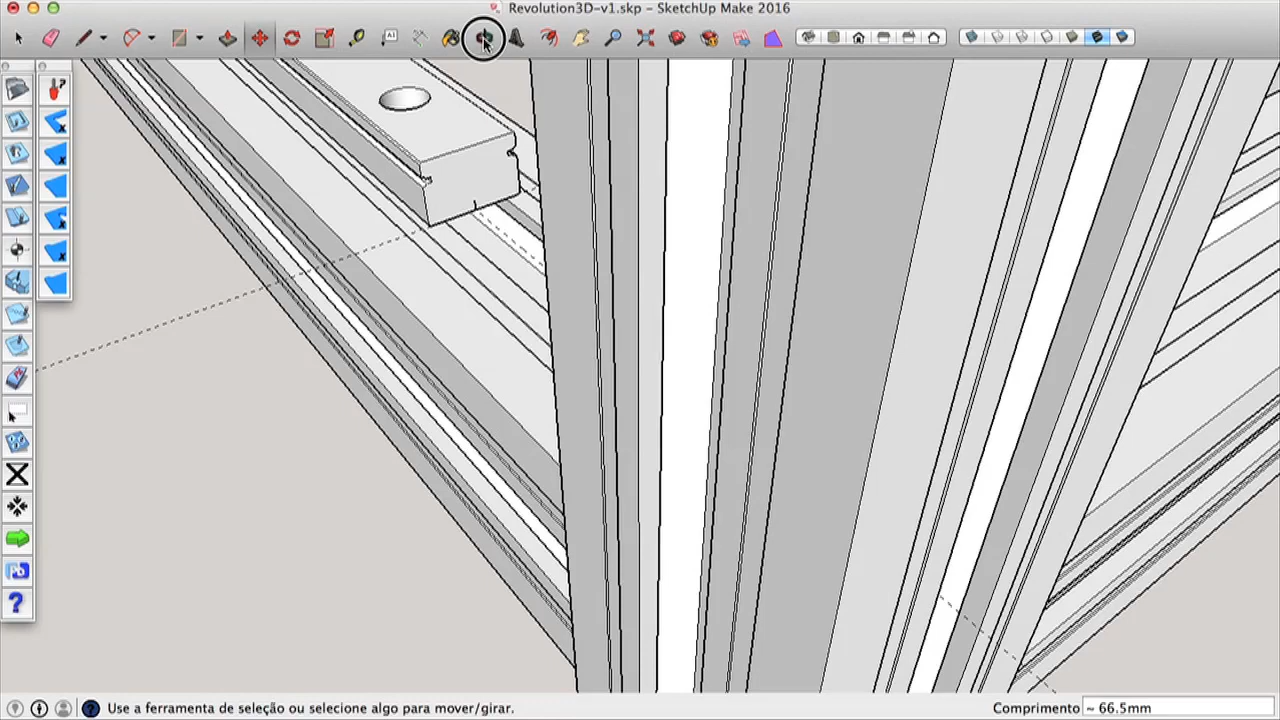 Revolution3D-v1.skp - SketchUp Make 2016
Use a ferramenta de seleção ou selecione algo para mover/girar.
Comprimento ~ 66.5mm